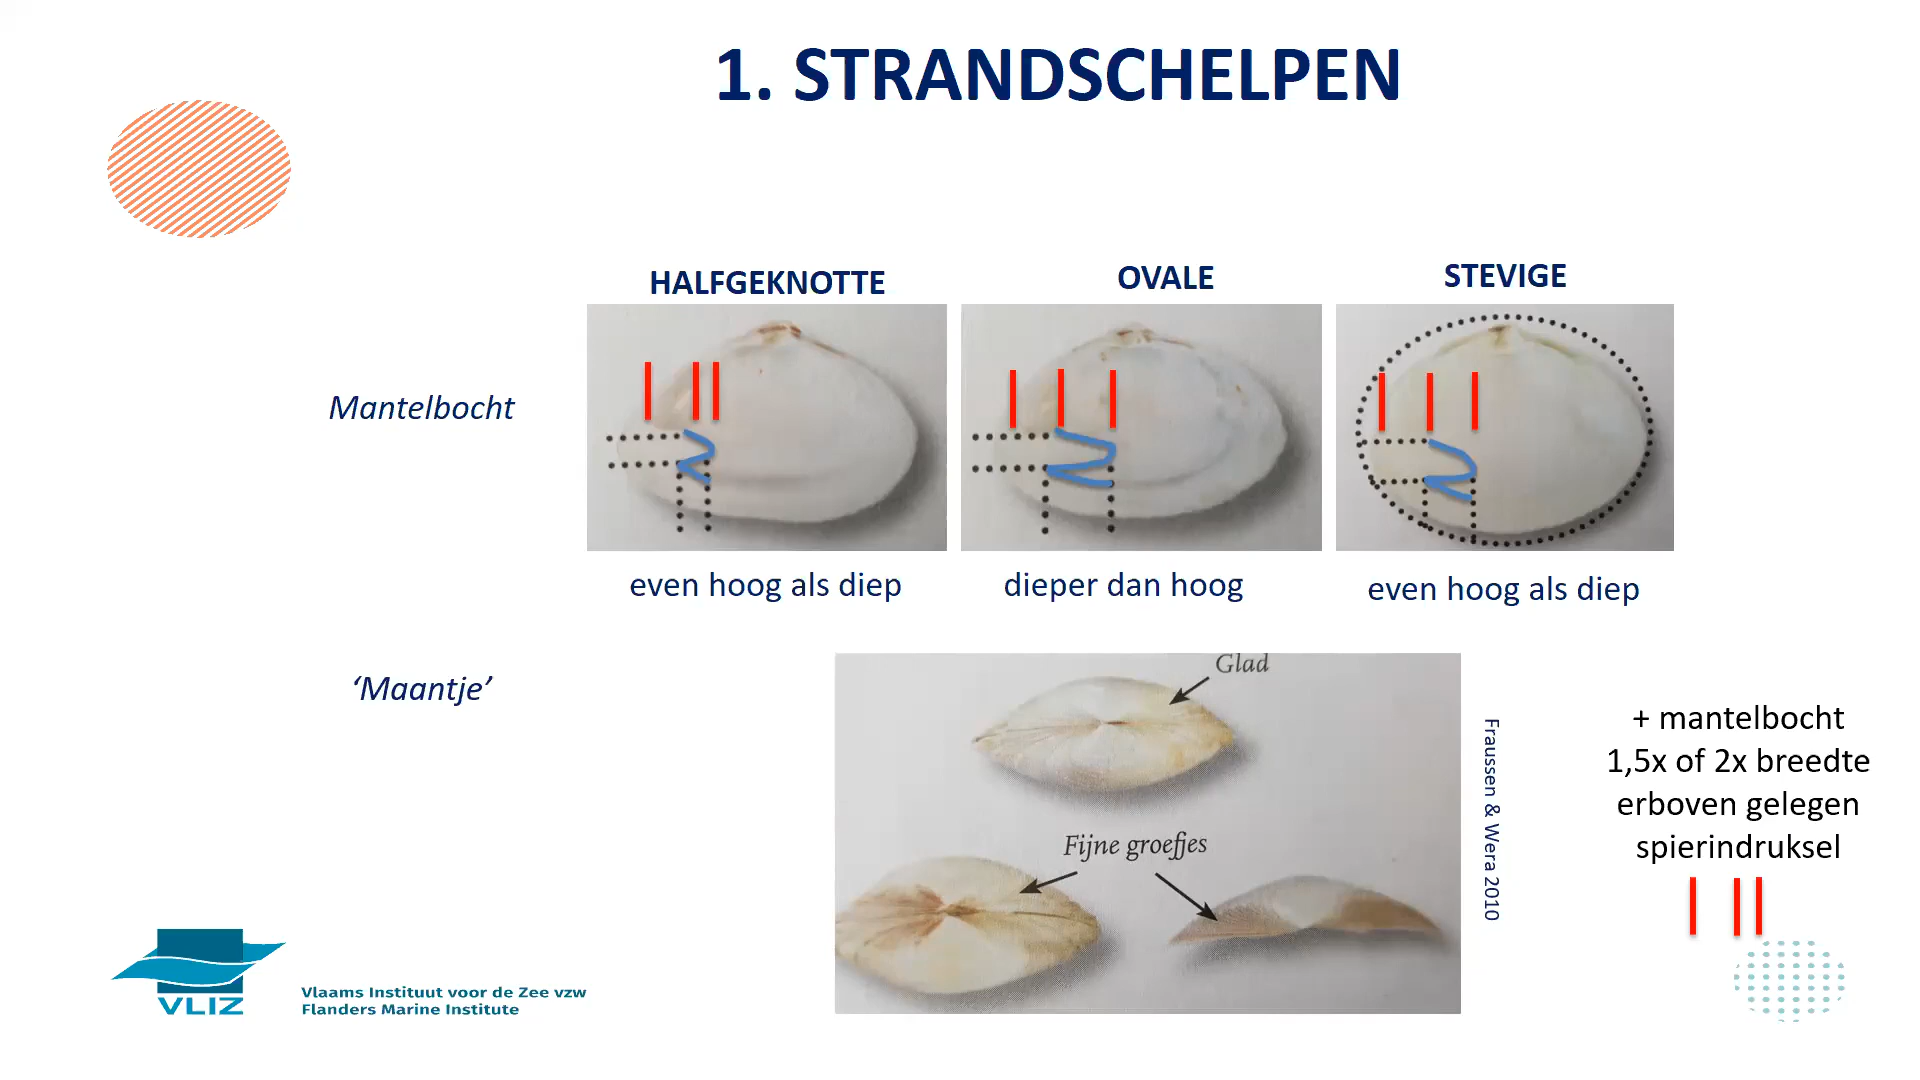 1. STRANDSCHELPEN
HALFGEKNOTTE
OVALE
STEVIGE
Mantelbocht
even hoog als diep
dieper dan hoog
even hoog als diep
‘Maantje’
Glad
Fijne groefjes
Fraussen & Wera 2010
+ mantelbocht
1,5x of 2x breedte
erboven gelegen
spierindruksel
VLIZ
Vlaams Instituut voor de Zee vzw
Flanders Marine Institute